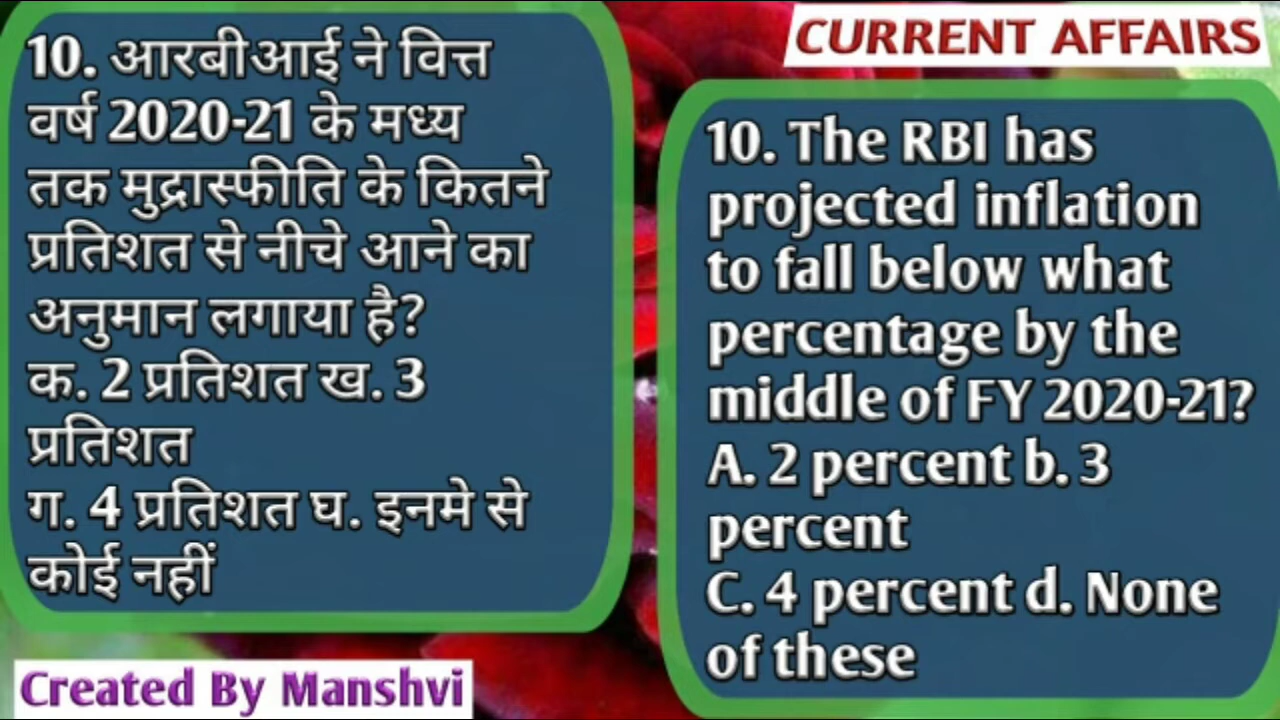 10. आरबीआई ने वित्त
वर्ष 2020-21 के मध्य
तक मुद्रास्फीति के कितने
प्रतिशत से नीचे आने का
अनुमान लगाया है?
क. 2 प्रतिशत ख. 3
प्रतिशत
ग. 4 प्रतिशत घ. इनमे से
कोई नहीं
CURRENT AFFAIRS
10. The RBI has
projected inflation
to fall below what
percentage by the
middle of FY 2020-21?
A. 2 percent b. 3
percent
C. 4 percent d. None
of these
Created By Manshvi